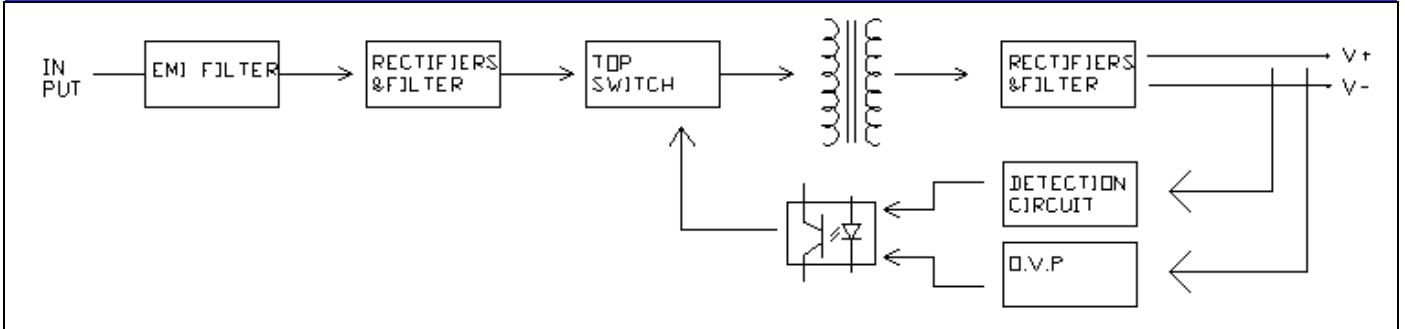 IN
PUT
EMI FILTER
RECTIFIERS
&FILTER
TOP
SWITCH
RECTIFIERS
&FILTER
V+
V-
DETECTION
CIRCUIT
O.V.P